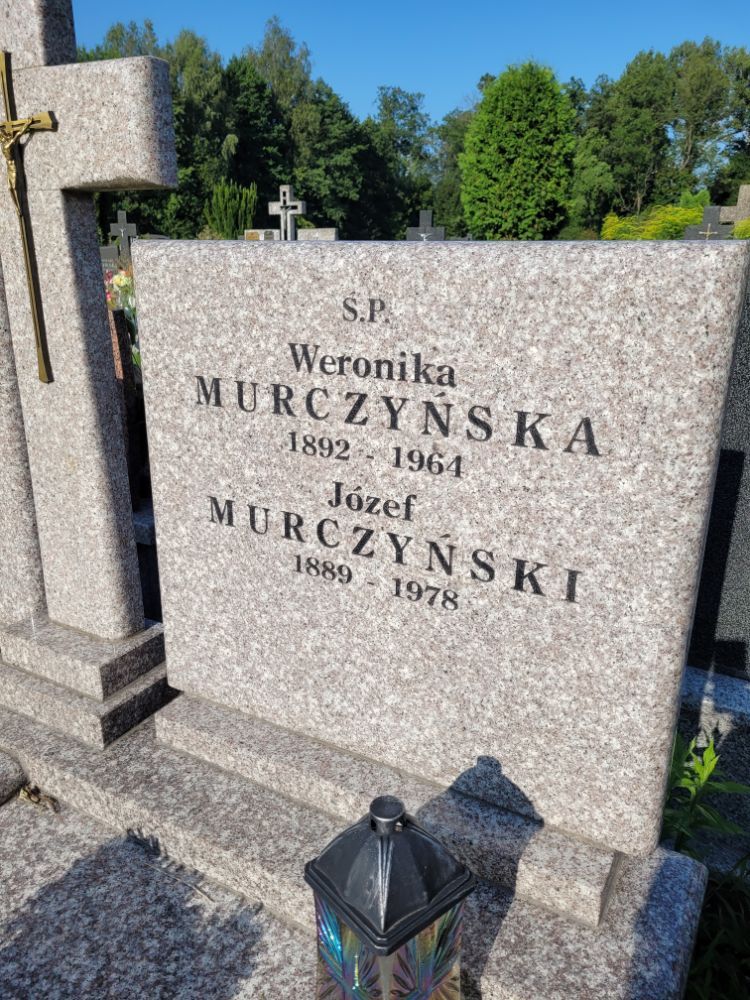 Ś.P.
Weronika
MURCZYŃSKA
1892 - 1964
Józef
MURCZYŃSKI
1889 - 1978